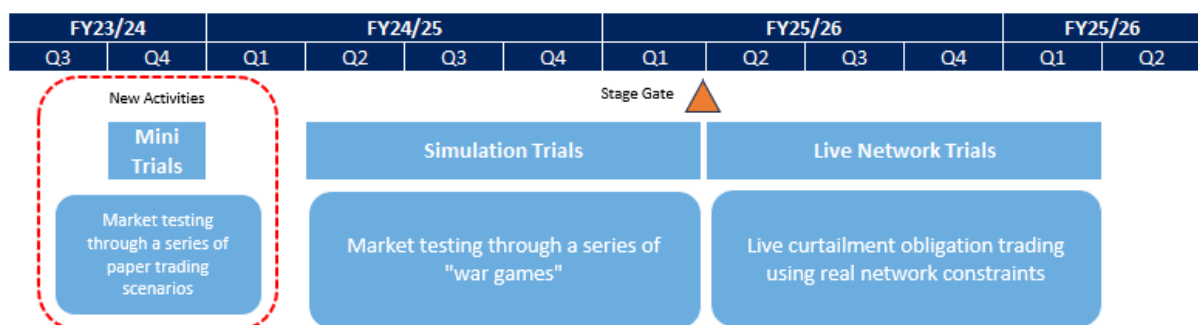 FY23/24 FY24/25 FY25/26 FY25/26
Q3 Q4 Q1 Q2 Q3 Q4 Q1 Q2 Q3 Q4 Q1 Q2
New Activities
Stage Gate
Mini
Trials
Simulation Trials
Live Network Trials
Market testing
through a series of
paper trading
scenarios
Market testing through a series of
"war games"
Live curtailment obligation trading
using real network constraints